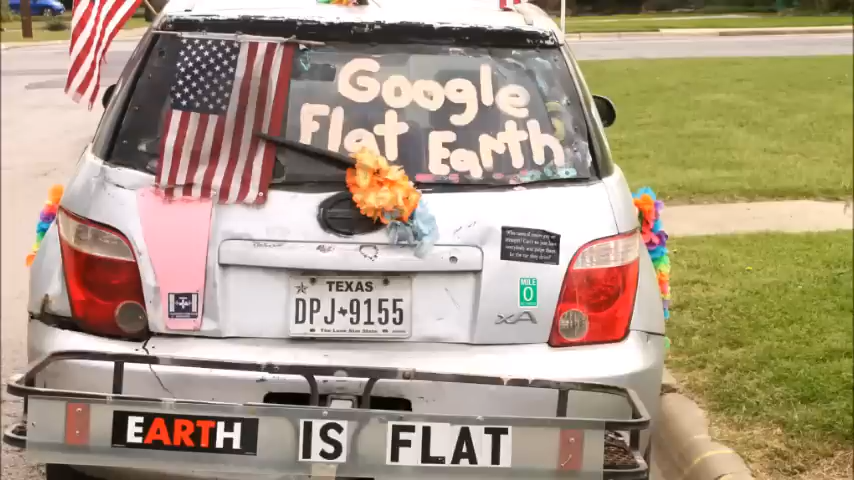 Google
Flat Earth
MILE
0
TEXAS
DPJ 9155
The Lone Star State
xA
EARTH IS FLAT